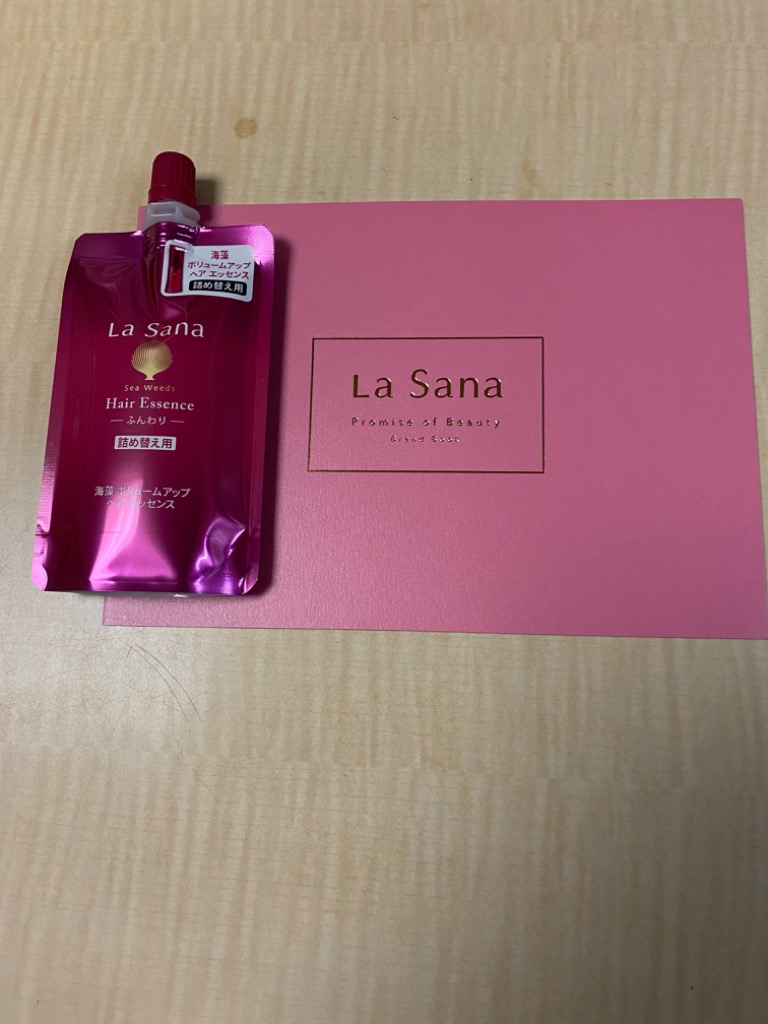 海藻
ボリュームアップ
ヘア エッセンス
詰め替え用
La Sana
Sea Weeds
Hair Essence
ふんわり
詰め替え用
海藻 ボリュームアップ
ヘア エッセンス
La Sana
Promise of Beauty
Brand Book